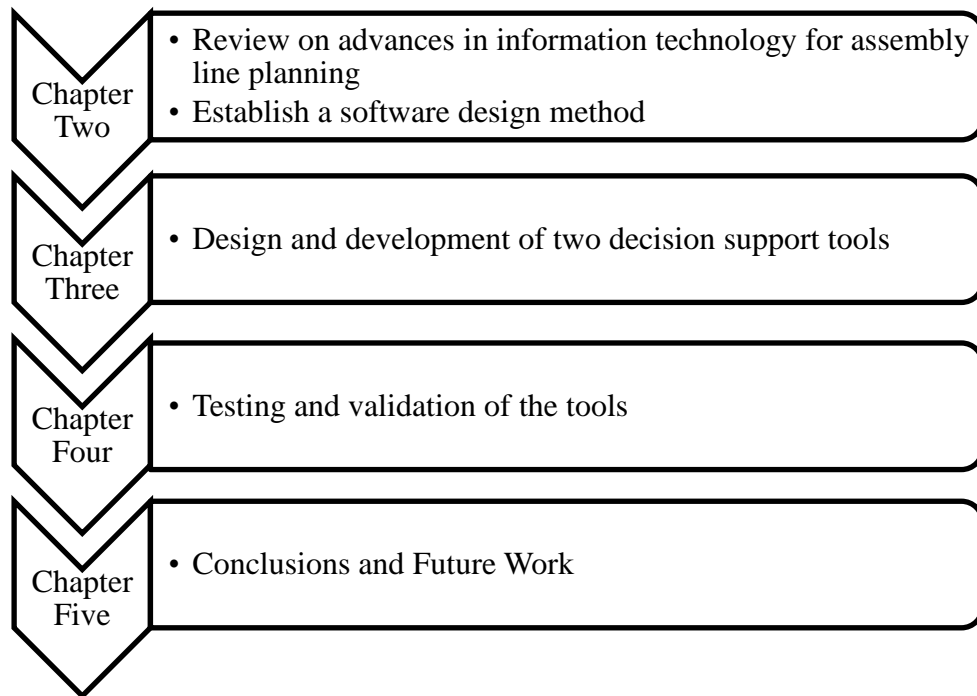 Chapter
Two
• Review on advances in information technology for assembly
line planning
• Establish a software design method
Chapter
Three
• Design and development of two decision support tools
Chapter
Four
• Testing and validation of the tools
Chapter
Five
• Conclusions and Future Work